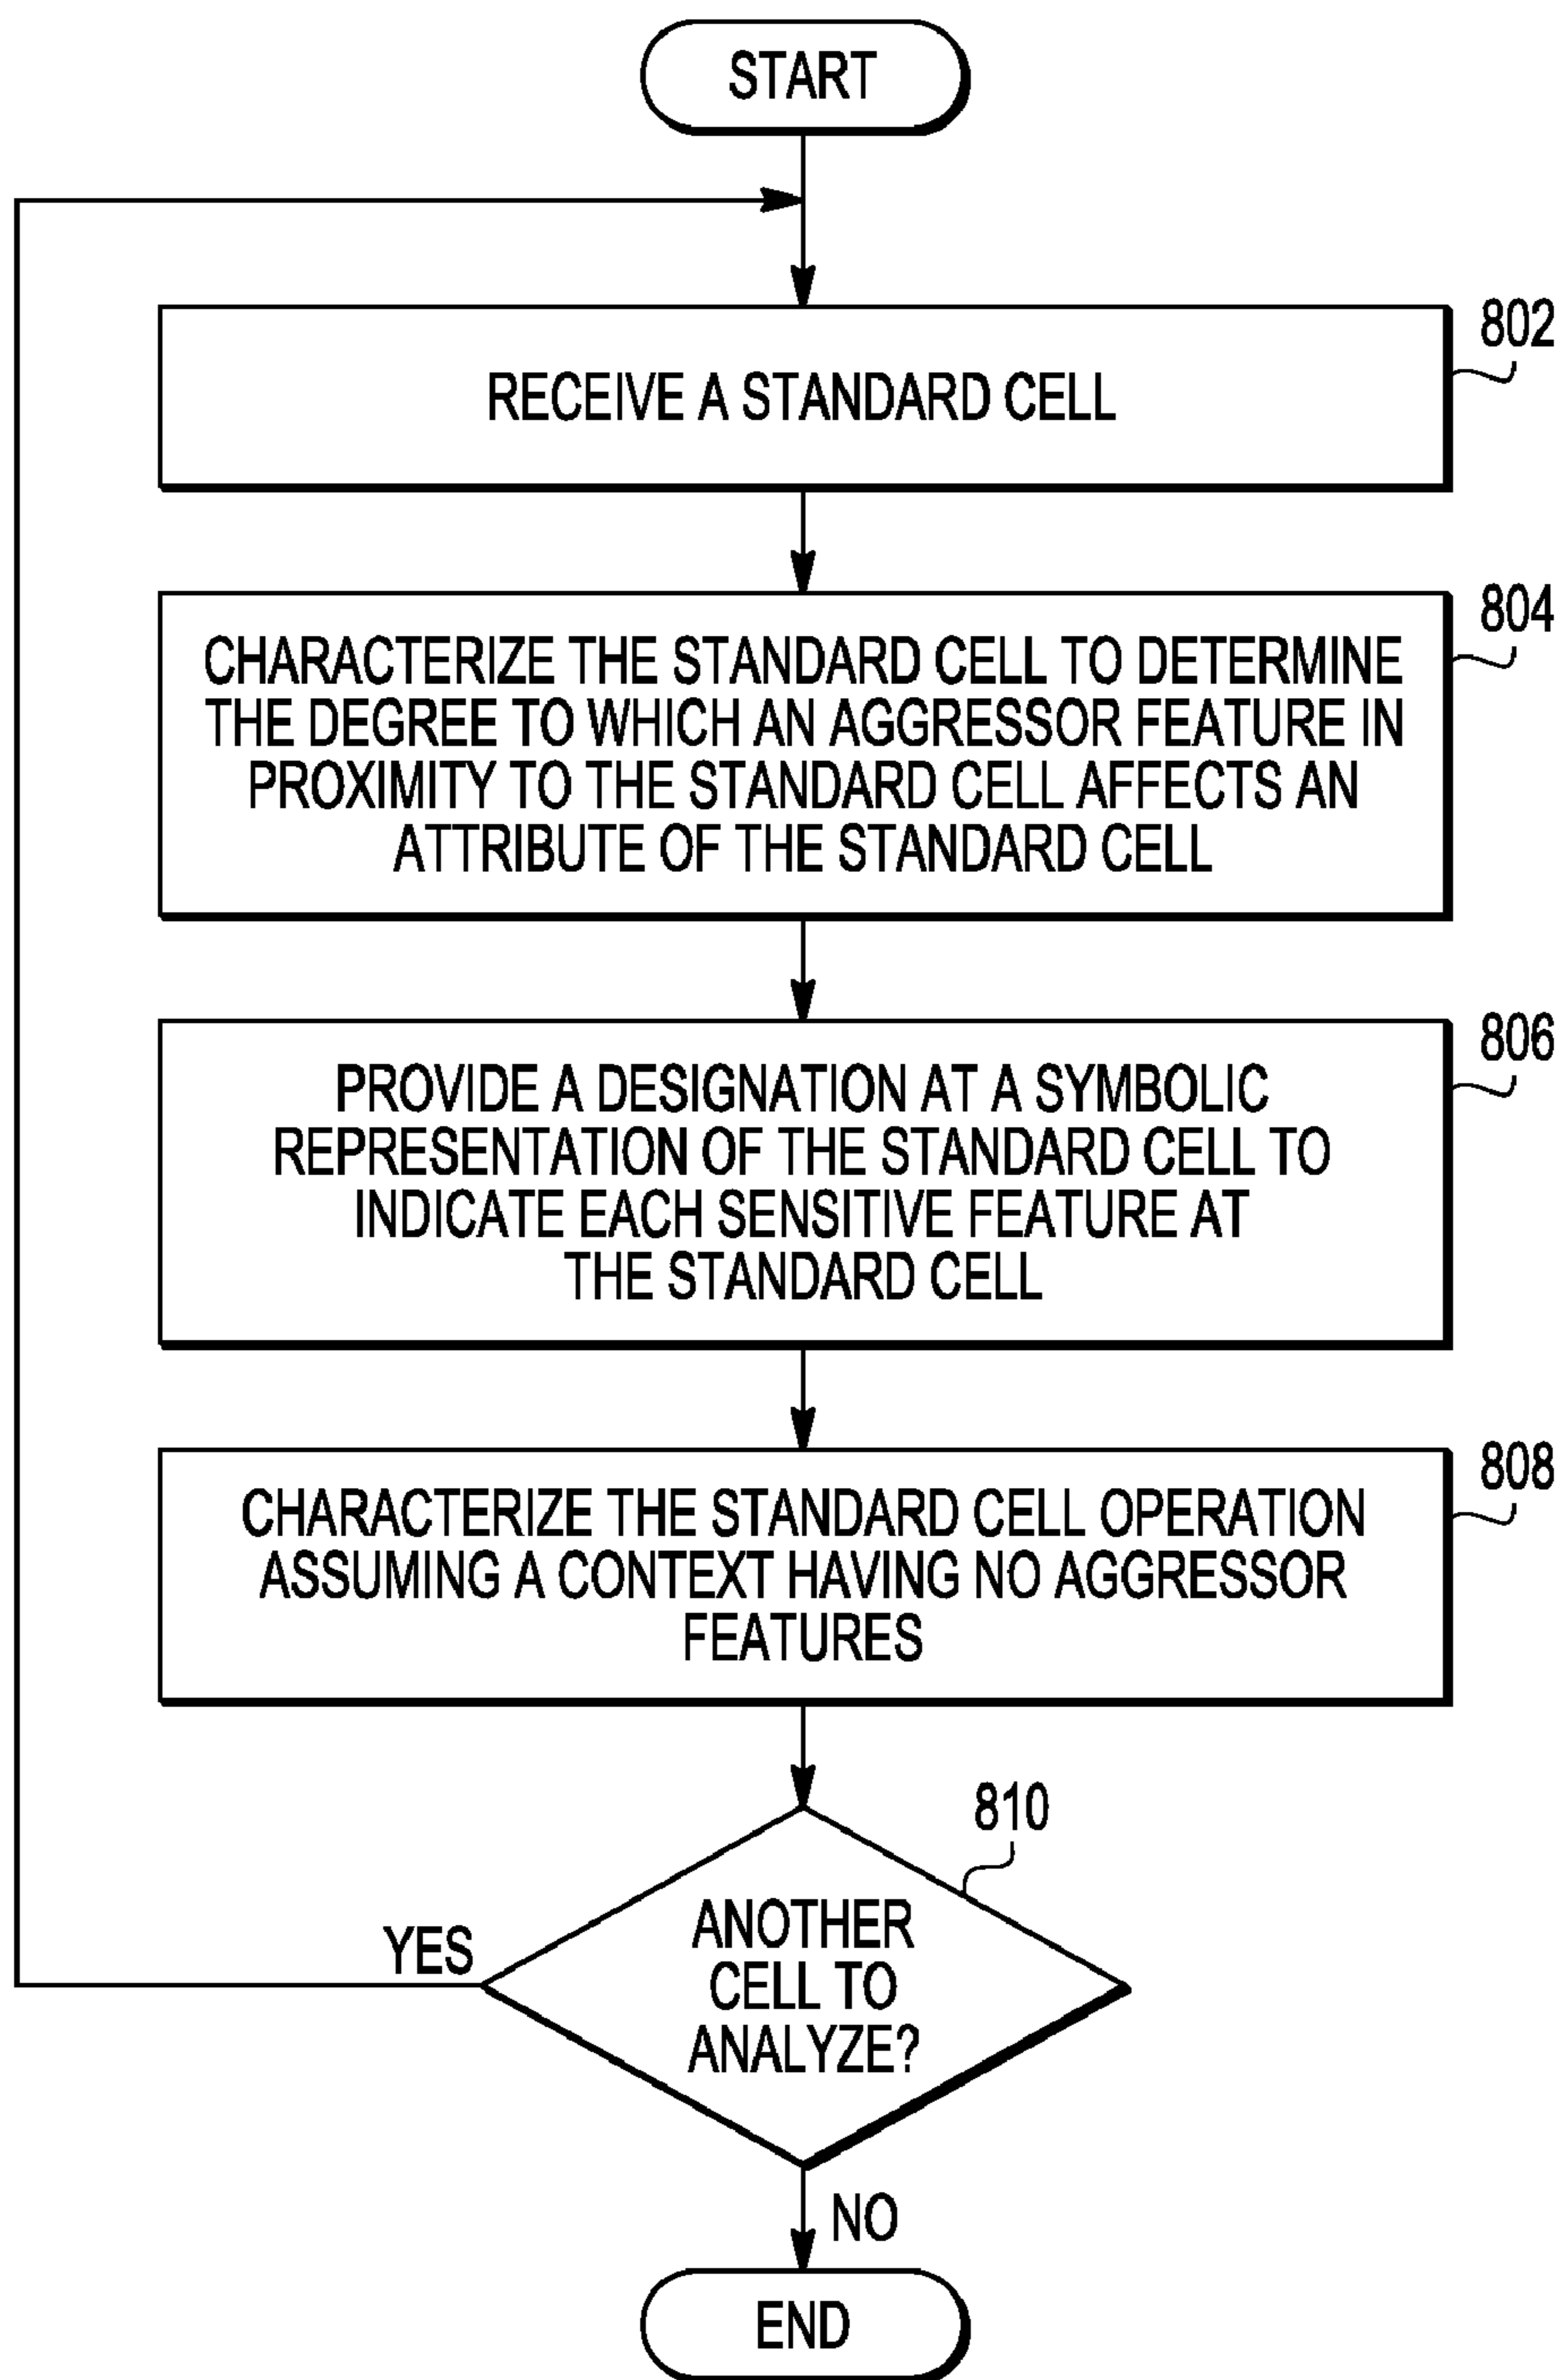 START
RECEIVE A STANDARD CELL
802
CHARACTERIZE THE STANDARD CELL TO DETERMINE
THE DEGREE TO WHICH AN AGGRESSOR FEATURE IN
PROXIMITY TO THE STANDARD CELL AFFECTS AN
ATTRIBUTE OF THE STANDARD CELL
804
PROVIDE A DESIGNATION AT A SYMBOLIC
REPRESENTATION OF THE STANDARD CELL TO
INDICATE EACH SENSITIVE FEATURE AT
THE STANDARD CELL
806
CHARACTERIZE THE STANDARD CELL OPERATION
ASSUMING A CONTEXT HAVING NO AGGRESSOR
FEATURES
808
810
ANOTHER
CELL TO
ANALYZE?
YES
NO
END